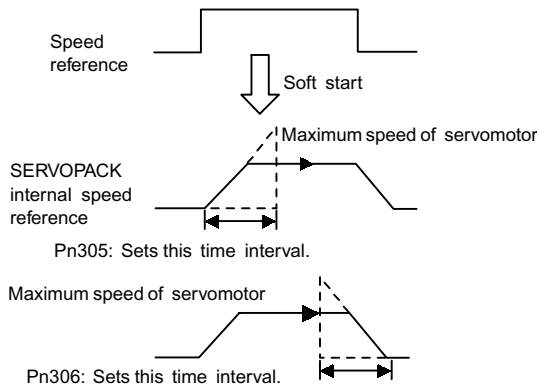 Speed
reference
Soft start
Maximum speed of servomotor
SERVOPACK
internal speed
reference
Pn305: Sets this time interval.
Maximum speed of servomotor
Pn306: Sets this time interval.